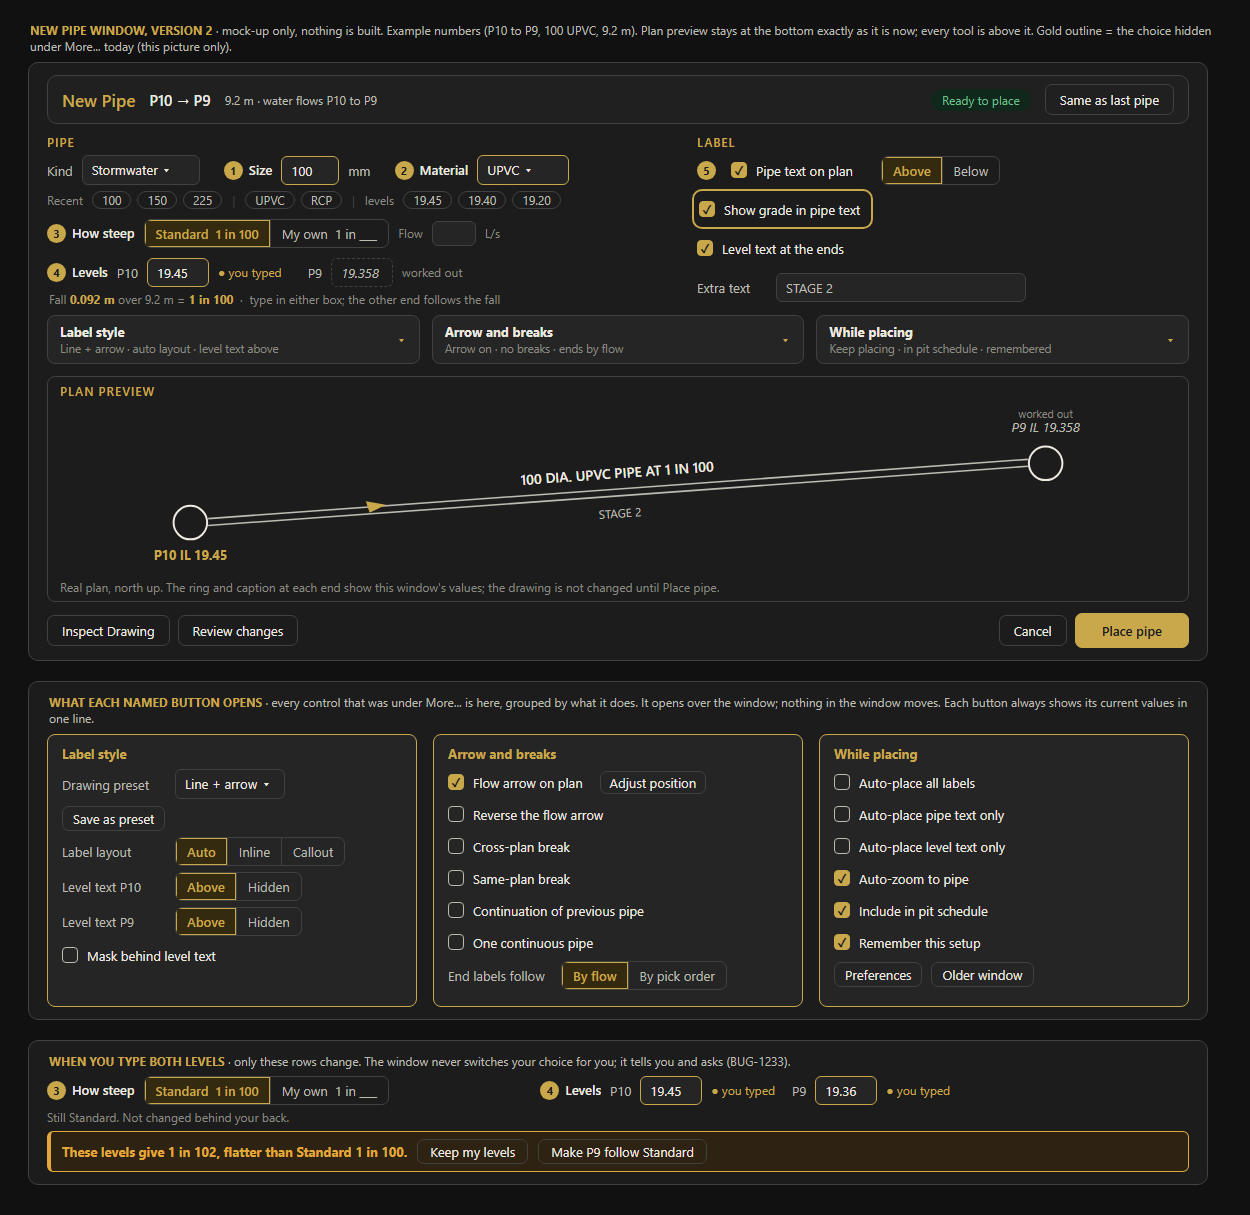 NEW PIPE WINDOW, VERSION 2 · mock-up only, nothing is built. Example numbers (P10 to P9, 100 UPVC, 9.2 m). Plan preview stays at the bottom exactly as it is now; every tool is above it. Gold outline = the choice hidden
under More... today (this picture only).
New Pipe P10 → P9 9.2 m · water flows P10 to P9 Ready to place Same as last pipe
PIPE
Kind Stormwater 1 Size 100 mm 2 Material UPVC
Recent 100 150 225 | UPVC RCP | levels 19.45 19.40 19.20
3 How steep Standard 1 in 100 My own 1 in ___ Flow L/s
4 Levels P10 19.45 • you typed P9 19.358 worked out
Fall 0.092 m over 9.2 m = 1 in 100 · type in either box; the other end follows the fall
LABEL
5 Pipe text on plan Above Below
Show grade in pipe text
Level text at the ends
Extra text STAGE 2
Label style
Line + arrow · auto layout · level text above
Arrow and breaks
Arrow on · no breaks · ends by flow
While placing
Keep placing · in pit schedule · remembered
PLAN PREVIEW
worked out
P9 IL 19.358
100 DIA. UPVC PIPE AT 1 IN 100
STAGE 2
P10 IL 19.45
Real plan, north up. The ring and caption at each end show this window's values; the drawing is not changed until Place pipe.
Inspect Drawing Review changes Cancel Place pipe
WHAT EACH NAMED BUTTON OPENS · every control that was under More... is here, grouped by what it does. It opens over the window; nothing in the window moves. Each button always shows its current values in
one line.
Label style
Drawing preset Line + arrow
Save as preset
Label layout Auto Inline Callout
Level text P10 Above Hidden
Level text P9 Above Hidden
Mask behind level text
Arrow and breaks
Flow arrow on plan Adjust position
Reverse the flow arrow
Cross-plan break
Same-plan break
Continuation of previous pipe
One continuous pipe
End labels follow By flow By pick order
While placing
Auto-place all labels
Auto-place pipe text only
Auto-place level text only
Auto-zoom to pipe
Include in pit schedule
Remember this setup
Preferences Older window
WHEN YOU TYPE BOTH LEVELS · only these rows change. The window never switches your choice for you; it tells you and asks (BUG-1233).
3 How steep Standard 1 in 100 My own 1 in ___ 4 Levels P10 19.45 • you typed P9 19.36 • you typed
Still Standard. Not changed behind your back.
These levels give 1 in 102, flatter than Standard 1 in 100. Keep my levels Make P9 follow Standard